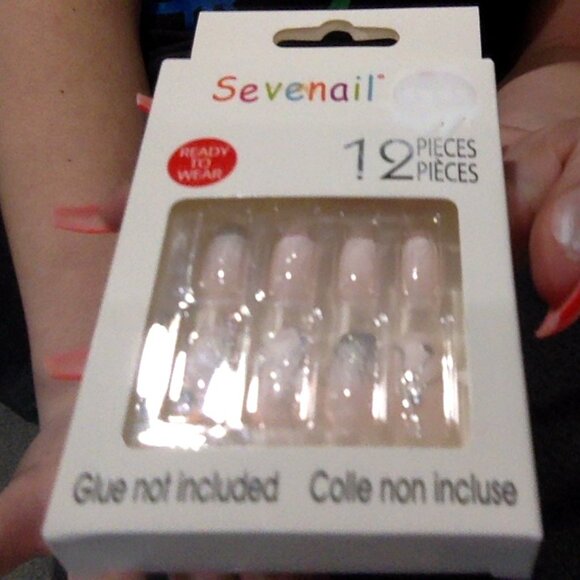 Sevenail
READY
TO
WEAR
12 PIECES
PIÈCES
Glue not included
Colle non incluse